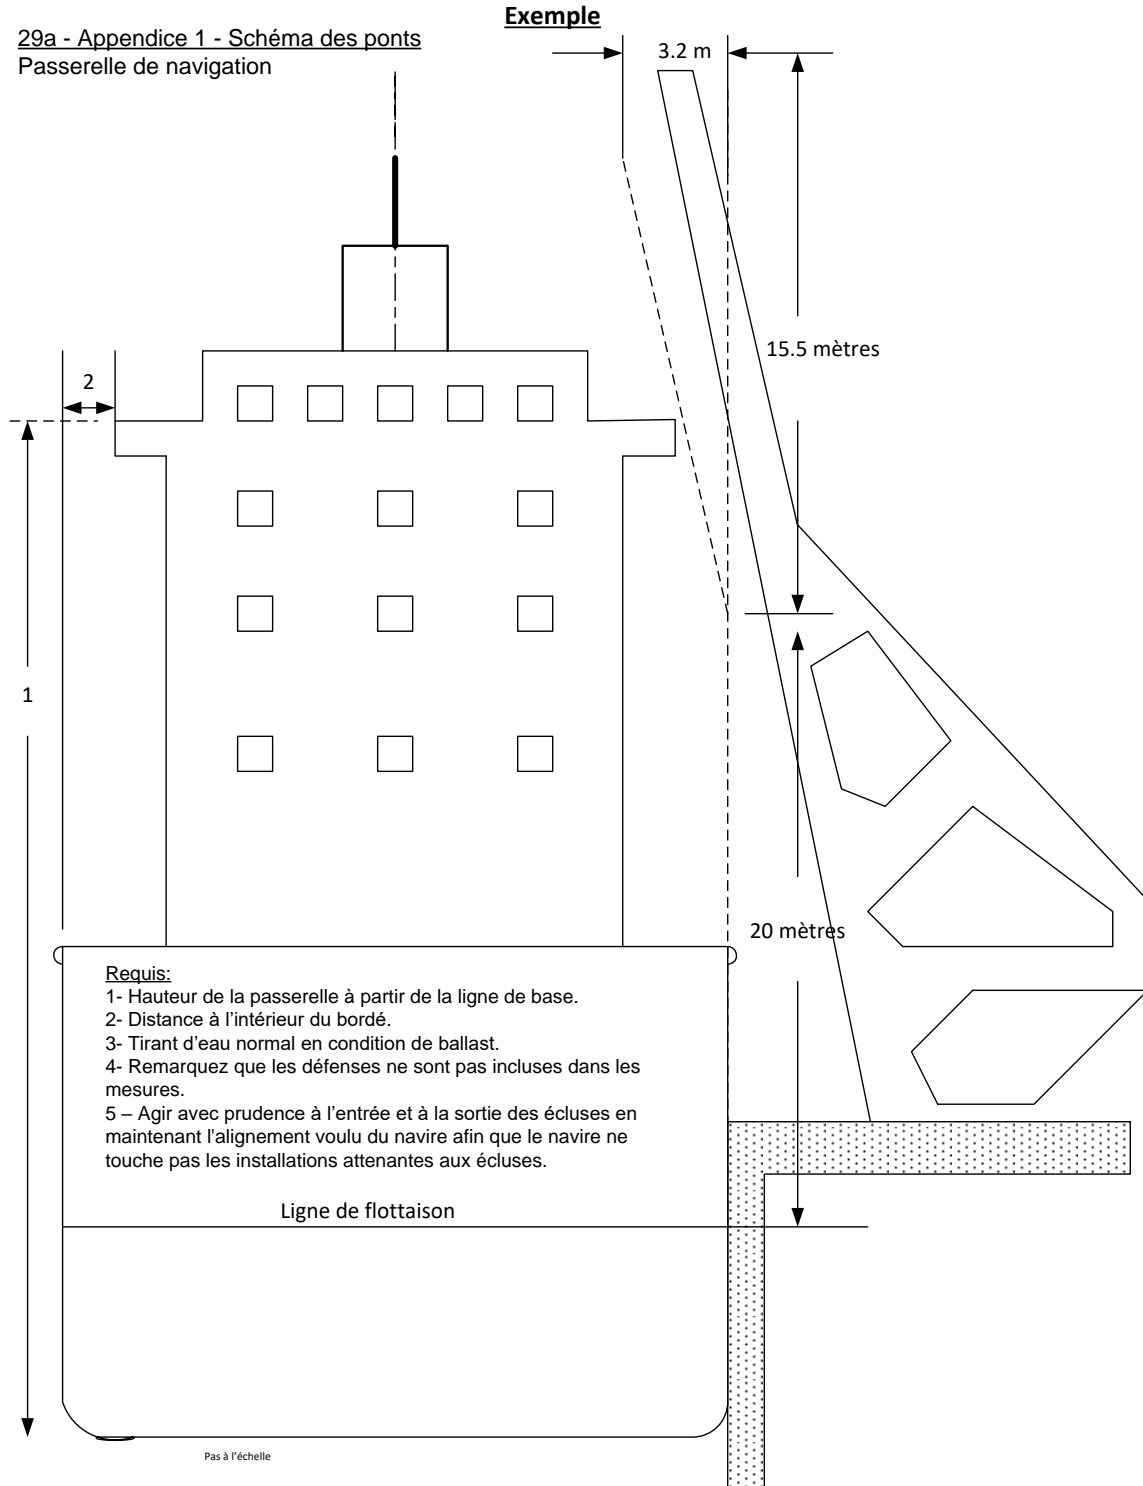 Exemple
29a - Appendice 1 - Schéma des ponts
Passerelle de navigation
3.2 m
15.5 mètres
2
1
20 mètres
Requis:
1- Hauteur de la passerelle à partir de la ligne de base.
2- Distance à l'intérieur du bordé.
3- Tirant d'eau normal en condition de ballast.
4- Remarquez que les défenses ne sont pas incluses dans les
mesures.
5 – Agir avec prudence à l'entrée et à la sortie des écluses en
maintenant l'alignement voulu du navire afin que le navire ne
touche pas les installations attenantes aux écluses.
Ligne de flottaison
Pas à l'échelle